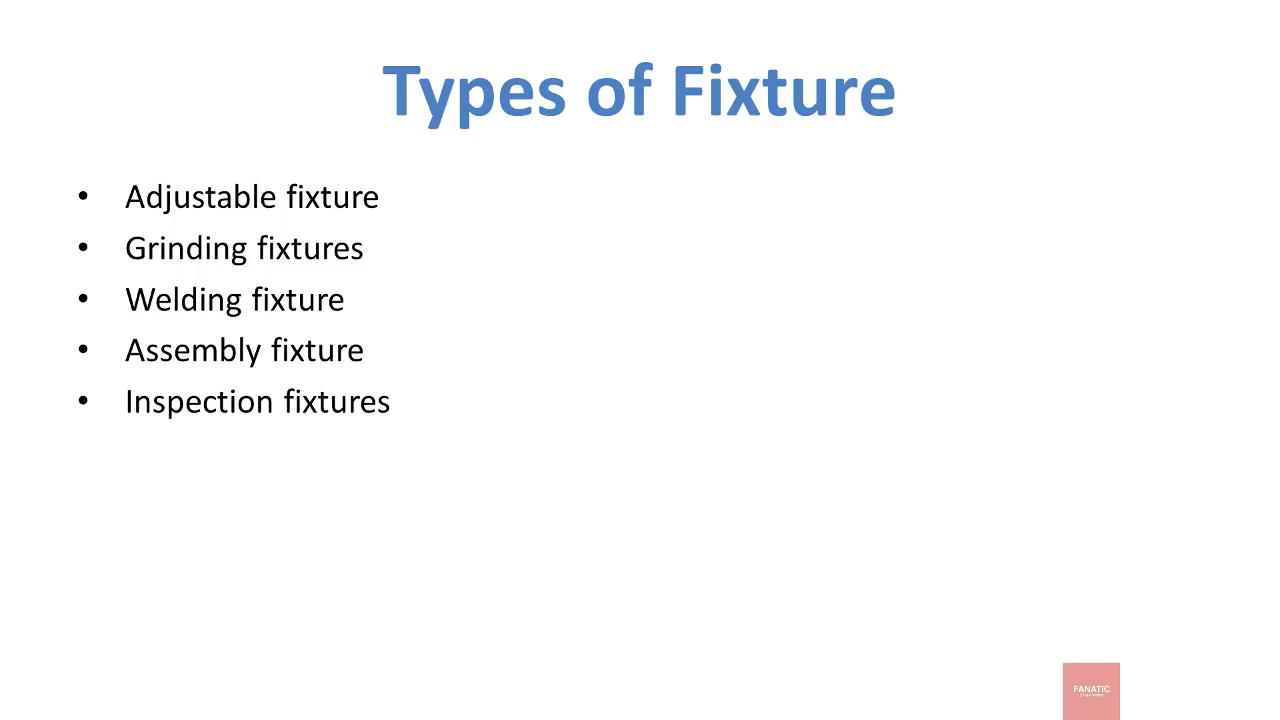 Types of Fixture
• Adjustable fixture
• Grinding fixtures
• Welding fixture
• Assembly fixture
• Inspection fixtures
FANATIC